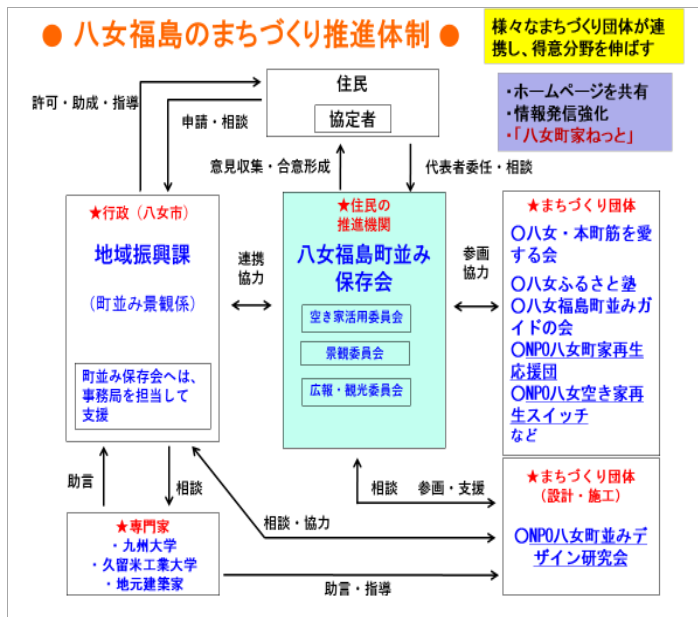 ● 八女福島のまちづくり推進体制 ●
様々なまちづくり団体が連
携し、得意分野を伸ばす
・ホームページを共有
・情報発信強化
・「八女町家ねっと」
住民
協定者
許可・助成・指導
申請・相談
意見収集・合意形成
代表者委任・相談
★行政（八女市）
地域振興課
（町並み景観係）
町並み保存会へは、
事務局を担当して
支援
連携
協力
★住民の
推進機関
八女福島町並み
保存会
空き家活用委員会
景観委員会
広報・観光委員会
参画
協力
★まちづくり団体
〇八女・本町筋を愛
する会
〇八女ふるさと塾
〇八女福島町並みガ
イドの会
〇NPO八女町家再生
応援団
〇NPO八女空き家再
生スイッチ
など
助言
相談
相談・協力
相談
参画・支援
★まちづくり団体
（設計・施工）
〇NPO八女町並みデ
ザイン研究会
★専門家
・九州大学
・久留米工業大学
・地元建築家
助言・指導